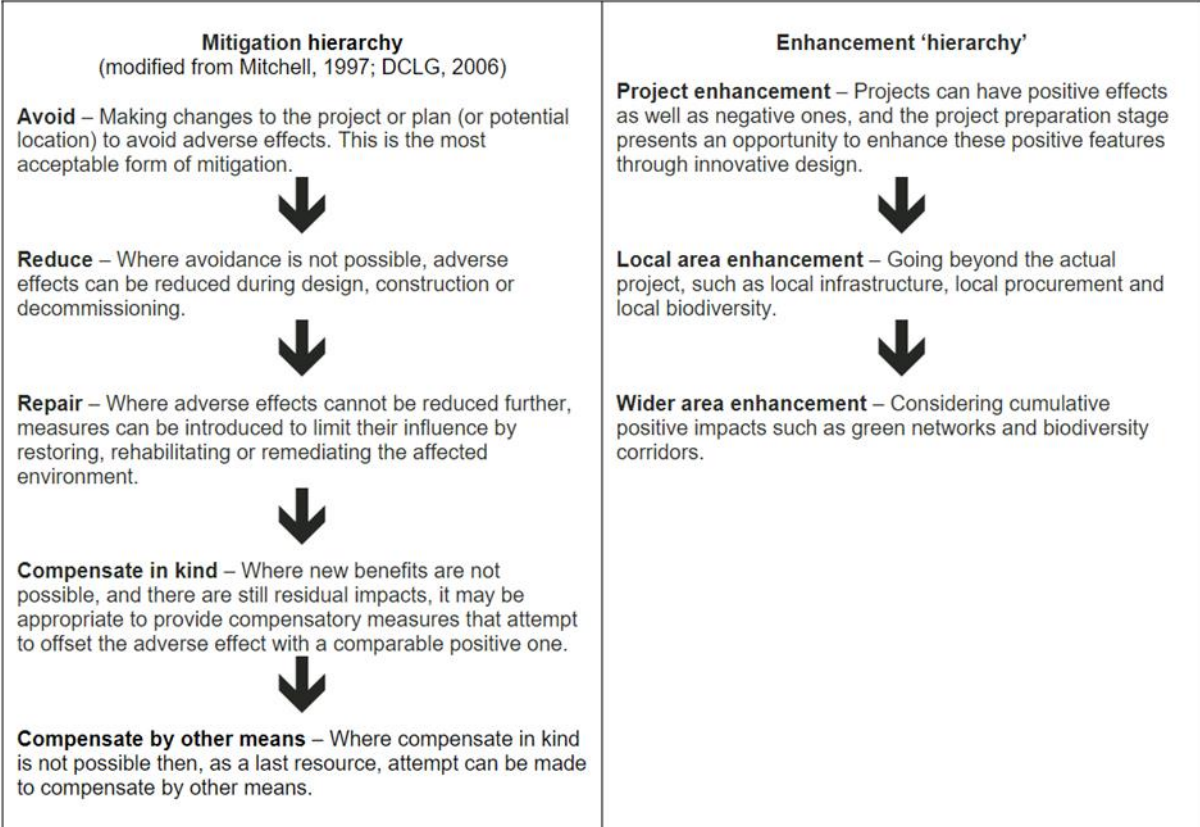 Mitigation hierarchy
(modified from Mitchell, 1997; DCLG, 2006)
Avoid – Making changes to the project or plan (or potential
location) to avoid adverse effects. This is the most
acceptable form of mitigation.
Reduce – Where avoidance is not possible, adverse
effects can be reduced during design, construction or
decommissioning.
Repair – Where adverse effects cannot be reduced further,
measures can be introduced to limit their influence by
restoring, rehabilitating or remediating the affected
environment.
Compensate in kind – Where new benefits are not
possible, and there are still residual impacts, it may be
appropriate to provide compensatory measures that attempt
to offset the adverse effect with a comparable positive one.
Compensate by other means – Where compensate in kind
is not possible then, as a last resource, attempt can be made
to compensate by other means.
Enhancement ‘hierarchy’
Project enhancement – Projects can have positive effects
as well as negative ones, and the project preparation stage
presents an opportunity to enhance these positive features
through innovative design.
Local area enhancement – Going beyond the actual
project, such as local infrastructure, local procurement and
local biodiversity.
Wider area enhancement – Considering cumulative
positive impacts such as green networks and biodiversity
corridors.